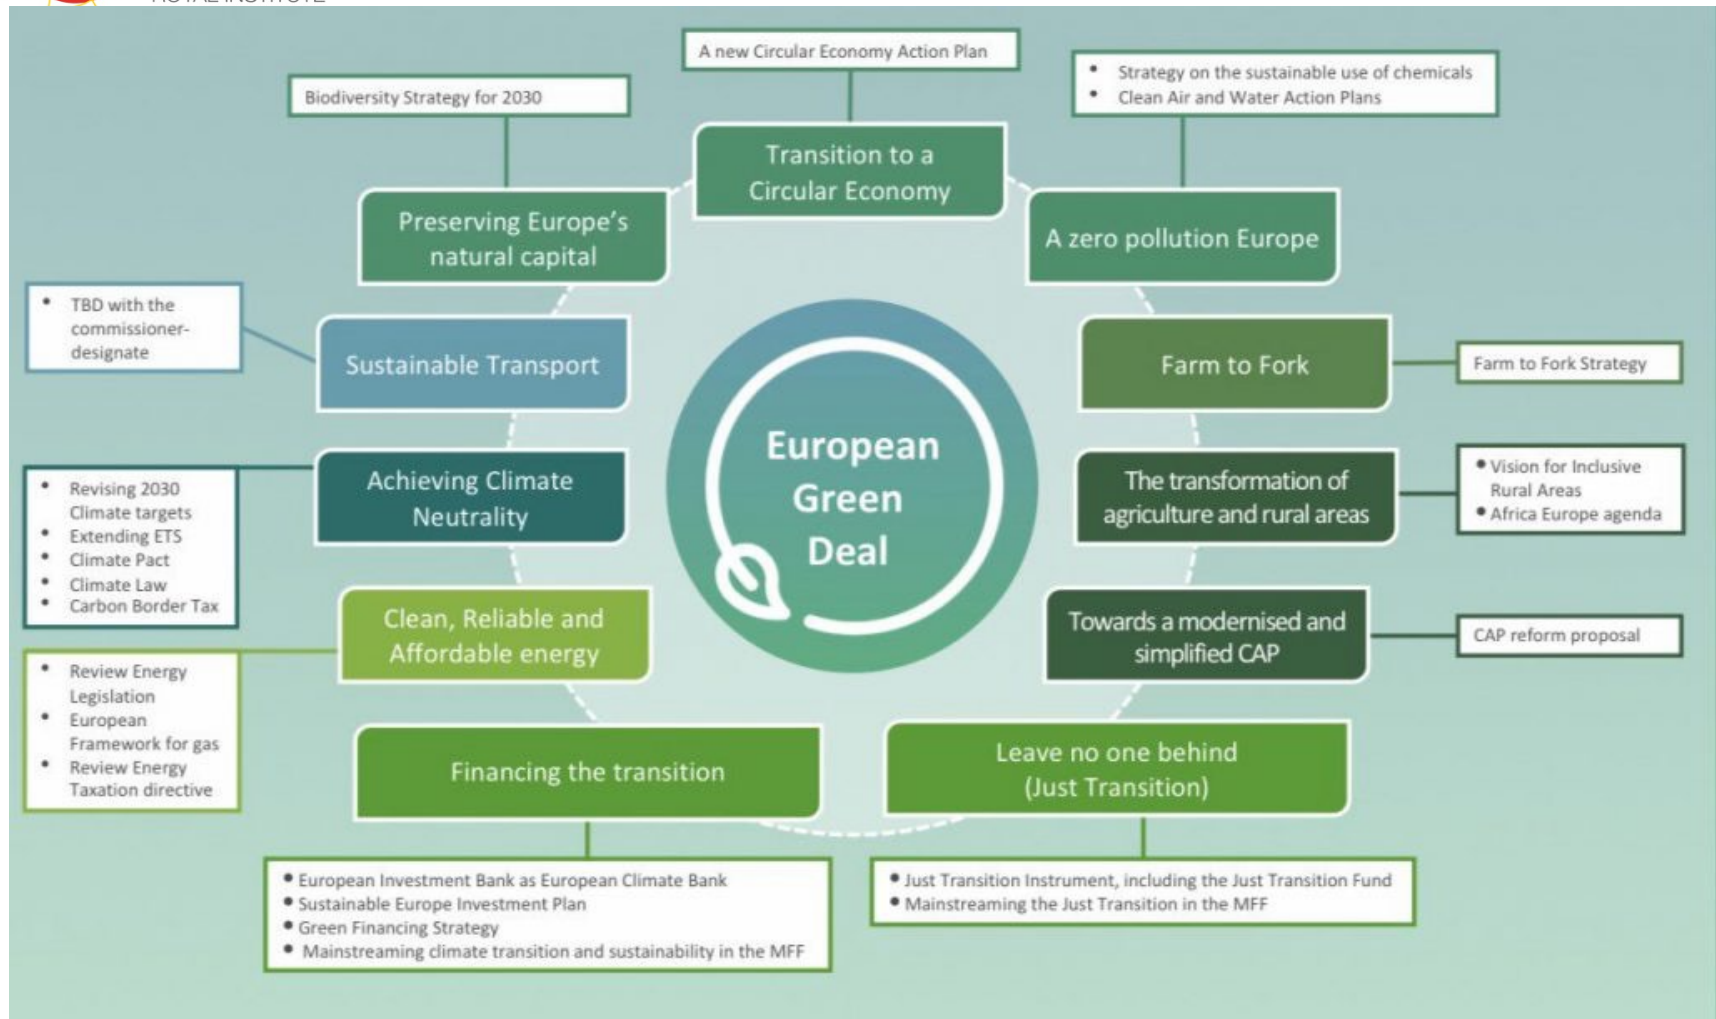 A new Circular Economy Action Plan
Biodiversity Strategy for 2030
• Strategy on the sustainable use of chemicals
• Clean Air and Water Action Plans
Transition to a
Circular Economy
Preserving Europe's
natural capital
A zero pollution Europe
• TBD with the
commissioner-
designate
Sustainable Transport
Farm to Fork
Farm to Fork Strategy
European
Green
Deal
Achieving Climate
Neutrality
• Revising 2030
Climate targets
• Extending ETS
• Climate Pact
• Climate Law
• Carbon Border Tax
The transformation of
agriculture and rural areas
• Vision for Inclusive
Rural Areas
• Africa Europe agenda
Clean, Reliable and
Affordable energy
• Review Energy
Legislation
• European
Framework for gas
• Review Energy
Taxation directive
Towards a modernised and
simplified CAP
CAP reform proposal
Financing the transition
• European Investment Bank as European Climate Bank
• Sustainable Europe Investment Plan
• Green Financing Strategy
• Mainstreaming climate transition and sustainability in the MFF
Leave no one behind
(Just Transition)
• Just Transition Instrument, including the Just Transition Fund
• Mainstreaming the Just Transition in the MFF